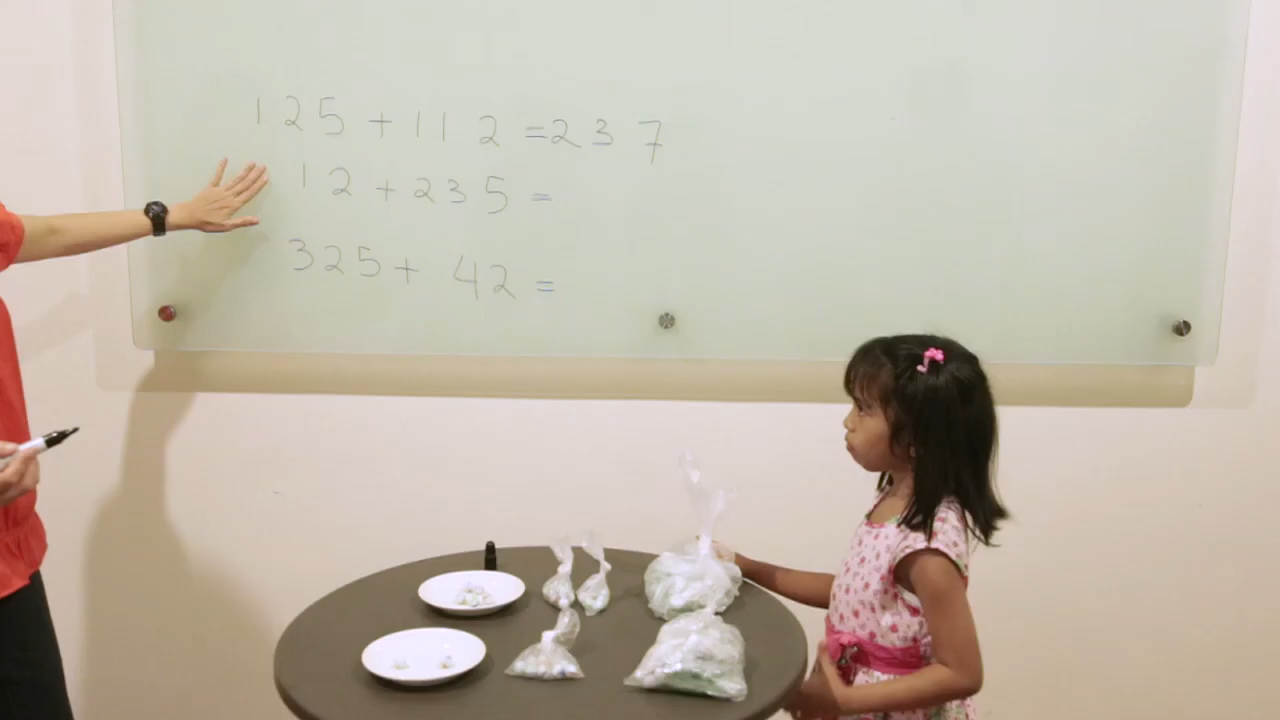 125 + 112 = 237
12 + 235 =
325 + 42 =